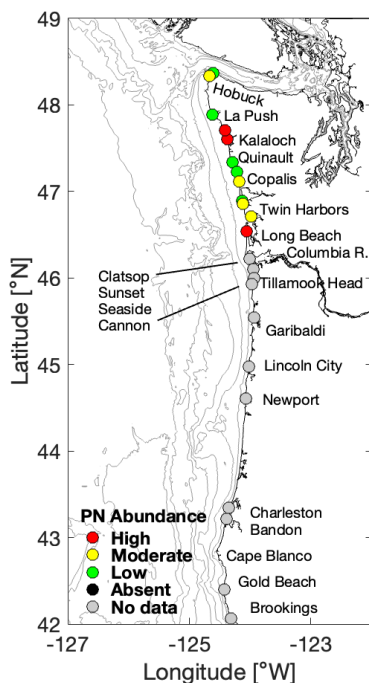 49
48
47
46
45
44
43
42
Latitude [°N]
Hobuck
La Push
Kalaloch
Quinault
Copalis
Twin Harbors
Long Beach
Columbia R.
Clatsop
Sunset
Seaside
Cannon
Tillamook Head
Garibaldi
Lincoln City
Newport
Charleston
Bandon
Cape Blanco
Gold Beach
Brookings
PN Abundance
High
Moderate
Low
Absent
No data
-127 -125 -123
Longitude [°W]